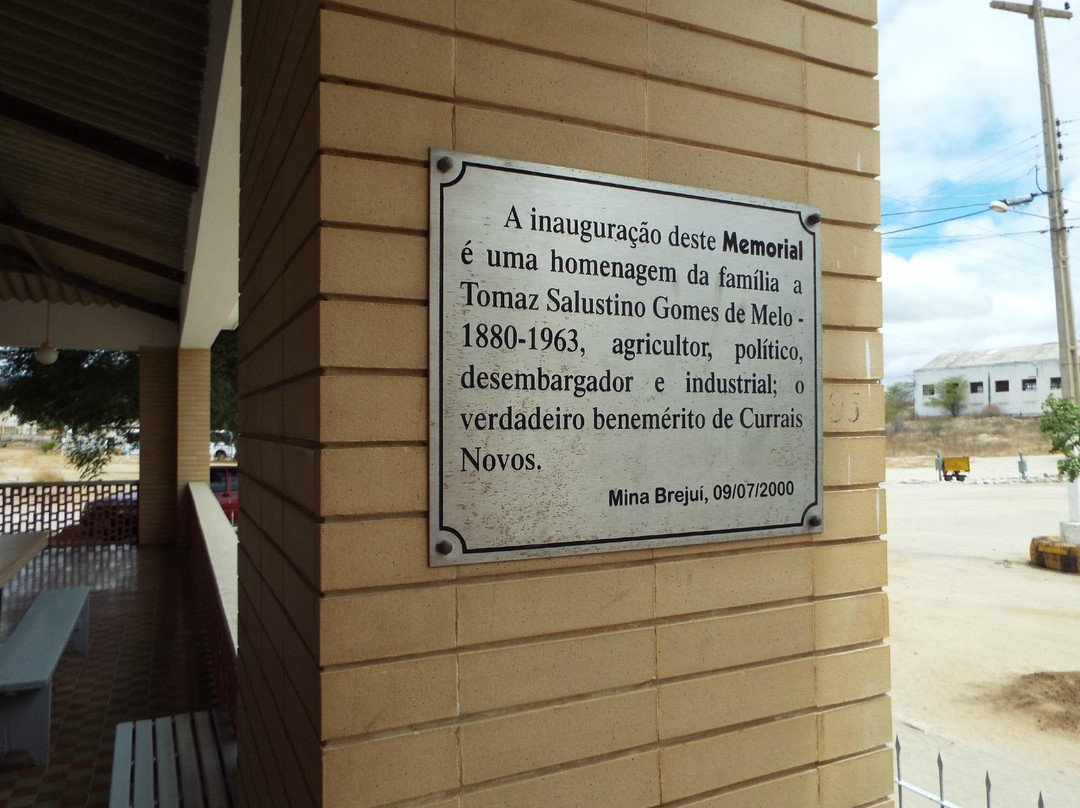 A inauguração deste Memorial
é uma homenagem da família a
Tomaz Salustino Gomes de Melo -
1880-1963, agricultor, político,
desembargador e industrial; o
verdadeiro benemérito de Currais
Novos.
Mina Brejuí, 09/07/2000